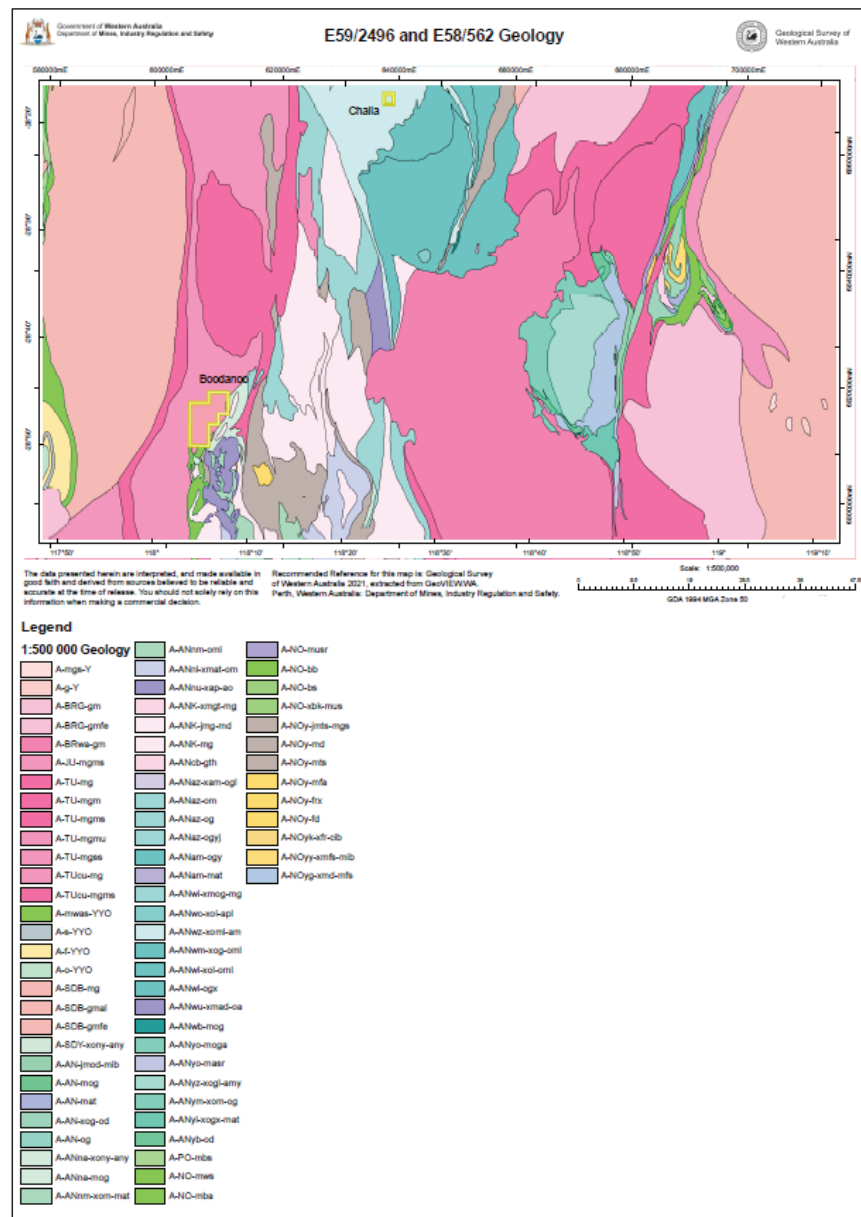 Government of Western Australia
Department of Mines, Industry Regulation and Safety
E59/2496 and E58/562 Geology
Geological Survey of
Western Australia
580000mE 600000mE 620000mE 640000mE 660000mE 680000mE 700000mE
Challa
Boodanoo
117°50' 118° 118°10' 118°20' 118°30' 118°40' 118°50' 119° 119°10'
The data presented herein are interpreted, and made available in
good faith and derived from sources believed to be reliable and
accurate at the time of release. You should not solely rely on this
information when making a commercial decision.
Recommended Reference for this map is: Geological Survey
of Western Australia 2021, extracted from GeoVIEW.WA.
Perth, Western Australia: Department of Mines, Industry Regulation and Safety.
Scale: 1:500,000
GDA 1994 MGA Zone 50
Legend
1:500 000 Geology
A-mgs-Y
A-g-Y
A-BRG-gm
A-BRG-gmfe
A-BRwa-gm
A-JU-mgms
A-TU-mg
A-TU-mgm
A-TU-mgms
A-TU-mgmu
A-TU-mgss
A-TUcu-mg
A-TUcu-mgms
A-mwas-YYO
A-s-YYO
A-f-YYO
A-o-YYO
A-SDB-mg
A-SDB-gmal
A-SDB-gmfe
A-SDY-xony-any
A-AN-jmod-mib
A-AN-mog
A-AN-mat
A-AN-xog-od
A-AN-og
A-ANna-xony-any
A-ANna-mog
A-ANnm-xom-mat
A-ANnm-oml
A-ANnl-xmat-om
A-ANnu-xap-ao
A-ANK-xmgt-mg
A-ANK-jmg-md
A-ANK-mg
A-ANcb-gth
A-ANaz-xam-ogl
A-ANaz-om
A-ANaz-og
A-ANaz-ogyj
A-ANam-ogy
A-ANam-mat
A-ANwl-xmog-mg
A-ANwo-xol-apl
A-ANwz-xoml-am
A-ANwm-xog-oml
A-ANwl-xol-oml
A-ANwl-ogx
A-ANwu-xmad-oa
A-ANwb-mog
A-ANyo-moga
A-ANyo-masr
A-ANyz-xogl-amy
A-ANym-xom-og
A-ANyl-xogx-mat
A-ANyb-od
A-PO-mbs
A-NO-mws
A-NO-mba
A-NO-musr
A-NO-bb
A-NO-bs
A-NO-xbk-mus
A-NOy-jmts-mgs
A-NOy-md
A-NOy-mts
A-NOy-mfa
A-NOy-frx
A-NOy-fd
A-NOyk-xfr-cib
A-NOyy-xmfs-mib
A-NOyg-xmd-mfs